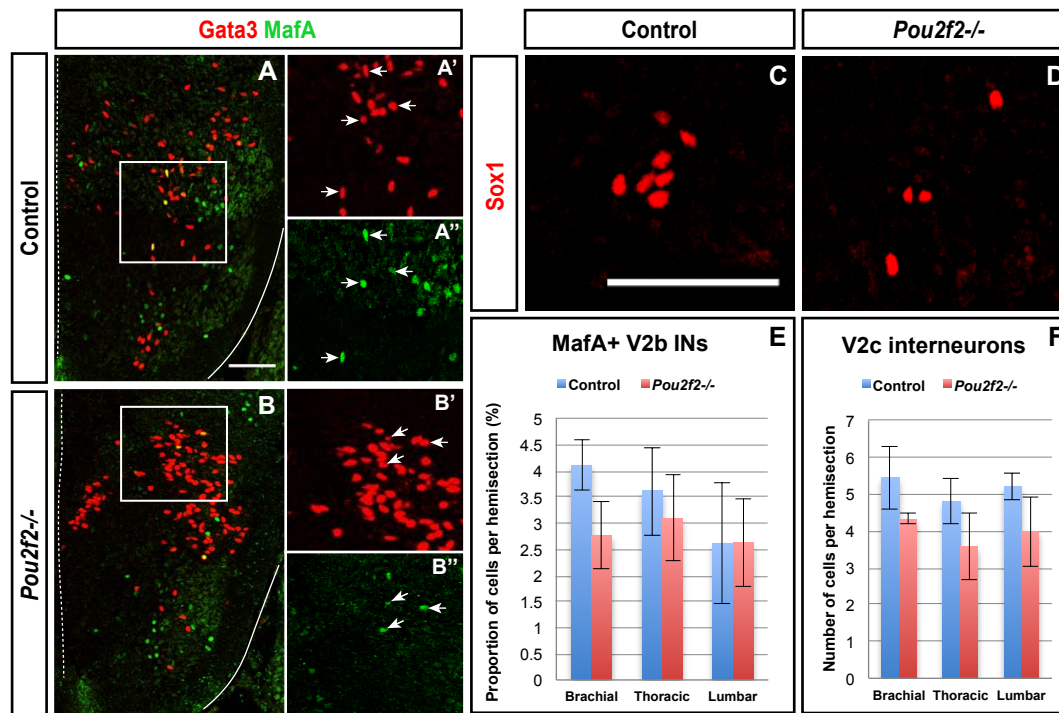 Gata3 MafA
Control
Pou2f2-/-
Control
A
A'
A''
Pou2f2-/-
B
B'
B''
Sox1
C
D
E
MafA+ V2b INs
Control Pou2f2-/-
Proportion of cells per hemisection (%)
5
4.5
4
3.5
3
2.5
2
1.5
1
0.5
0
Brachial Thoracic Lumbar
F
V2c interneurons
Control Pou2f2-/-
Number of cells per hemisection
7
6
5
4
3
2
1
0
Brachial Thoracic Lumbar